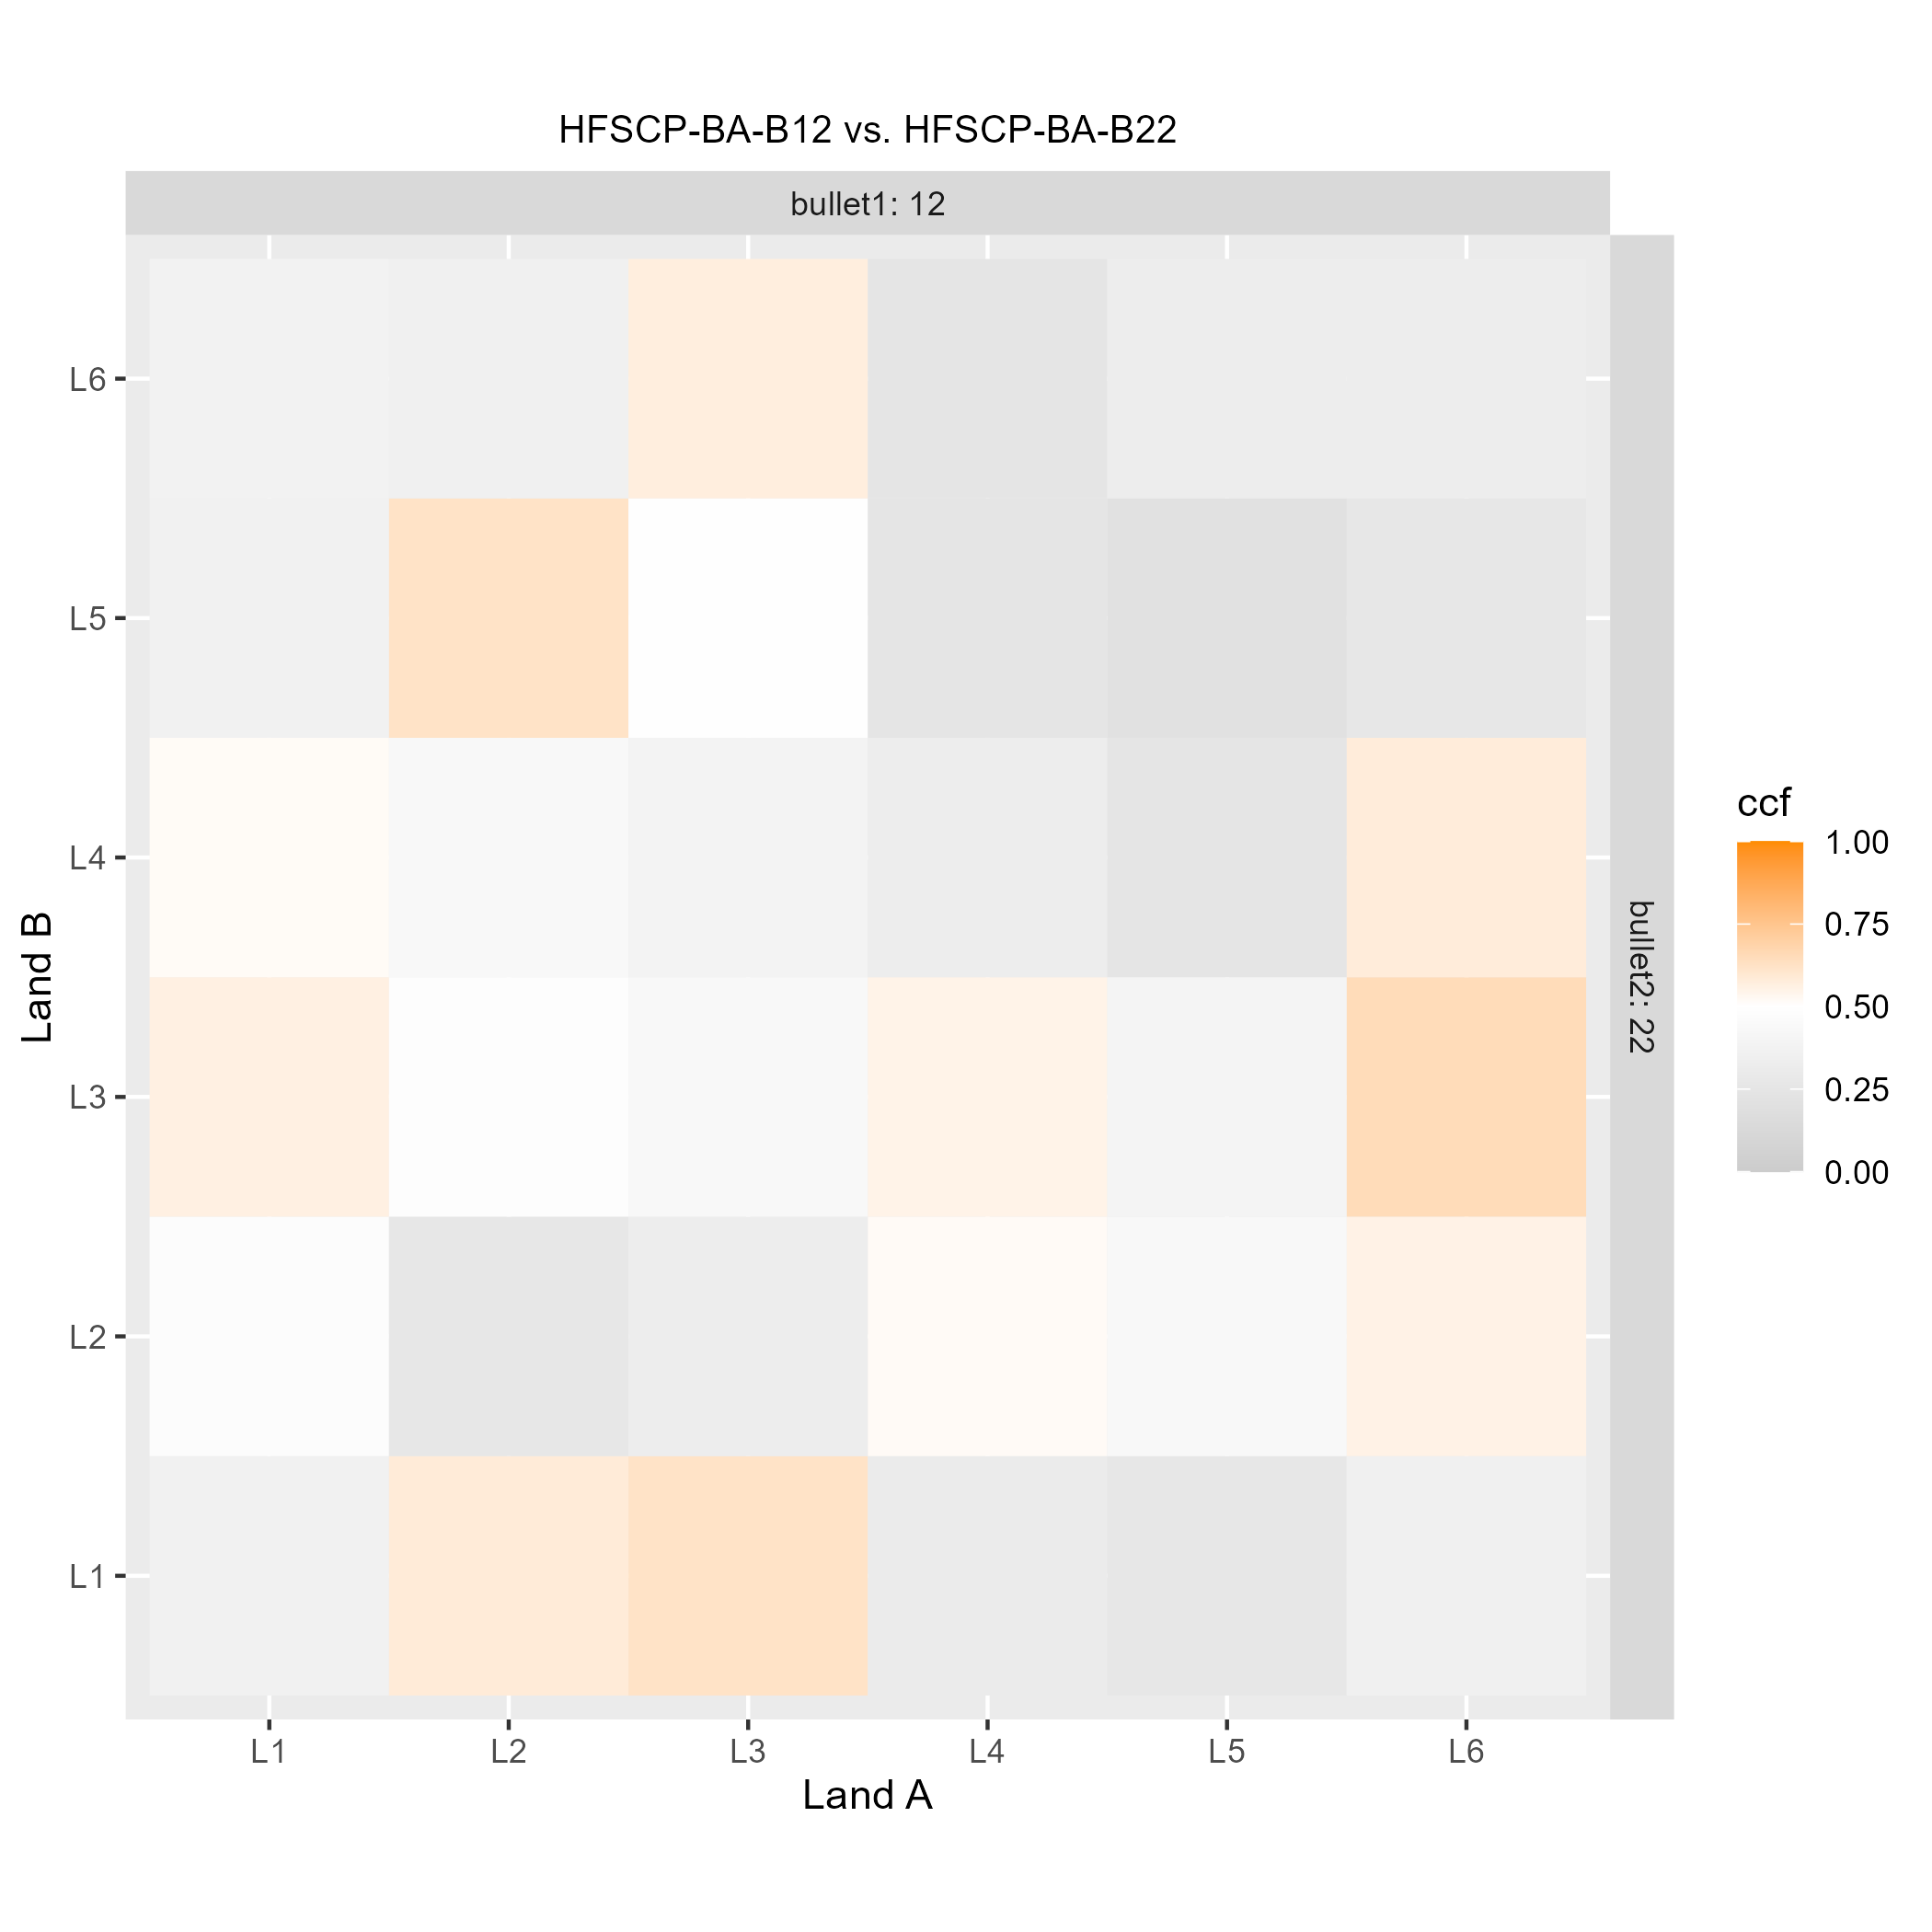 HFSCP-BA-B12 vs. HFSCP-BA-B22
bullet1: 12
L6
L5
L4
L3
L2
L1
Land B
bullet2: 22
L1 L2 L3 L4 L5 L6
Land A
ccf
1.00
0.75
0.50
0.25
0.00